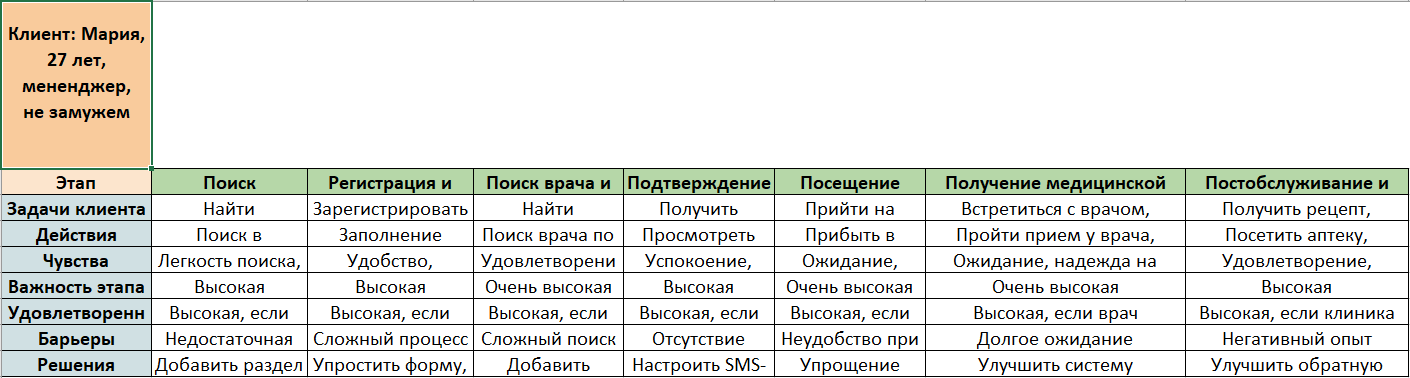 Клиент: Мария,
27 лет,
мененджер,
не замужем
Этап Поиск Регистрация и Поиск врача и Подтверждение Посещение Получение медицинской Постобслуживание и
Задачи клиента Найти Зарегистрировать Найти Получить Прийти на Встретиться с врачом, Получить рецепт,
Действия Поиск в Заполнение Поиск врача по Просмотреть Прибыть в Пройти прием у врача, Посетить аптеку,
Чувства Легкость поиска, Удобство, Удовлетворени Успокоение, Ожидание, Ожидание, надежда на Удовлетворение,
Важность этапа Высокая Высокая Очень высокая Высокая Очень высокая Очень высокая Высокая
Удовлетворенн Высокая, если Высокая, если Высокая, если Высокая, если Высокая, если Высокая, если врач Высокая, если клиника
Барьеры Недостаточная Сложный процесс Сложный поиск Отсутствие Неудобство при Долгое ожидание Негативный опыт
Решения Добавить раздел Упростить форму, Добавить Настроить SMS- Упрощение Улучшить систему Улучшить обратную